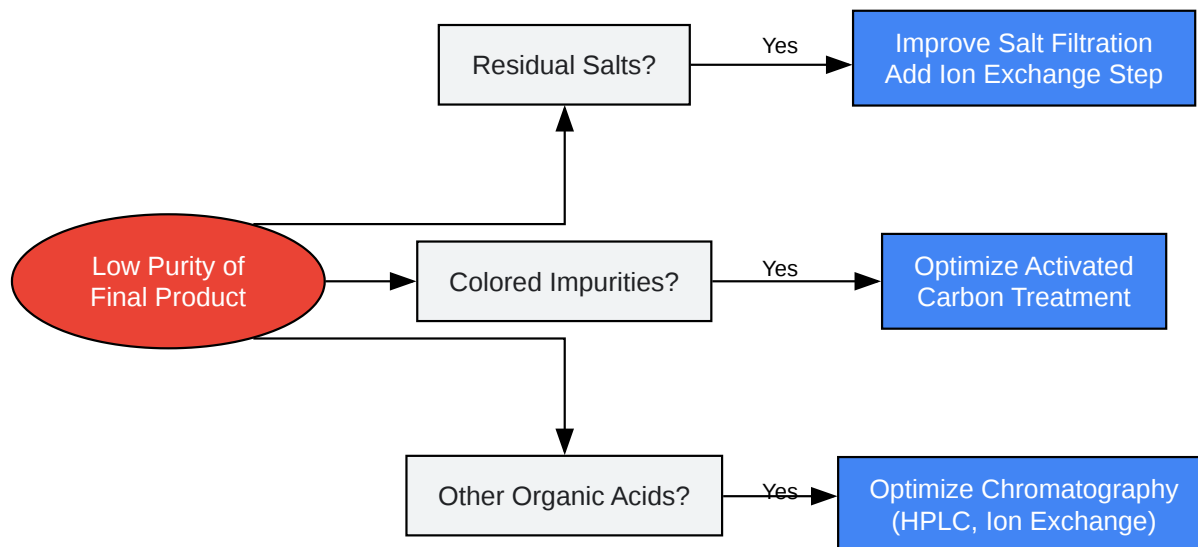 Residual Salts?
Yes
Improve Salt Filtration
Add Ion Exchange Step
Low Purity of
Final Product
Colored Impurities?
Yes
Optimize Activated
Carbon Treatment
Other Organic Acids?
Yes
Optimize Chromatography
(HPLC, Ion Exchange)